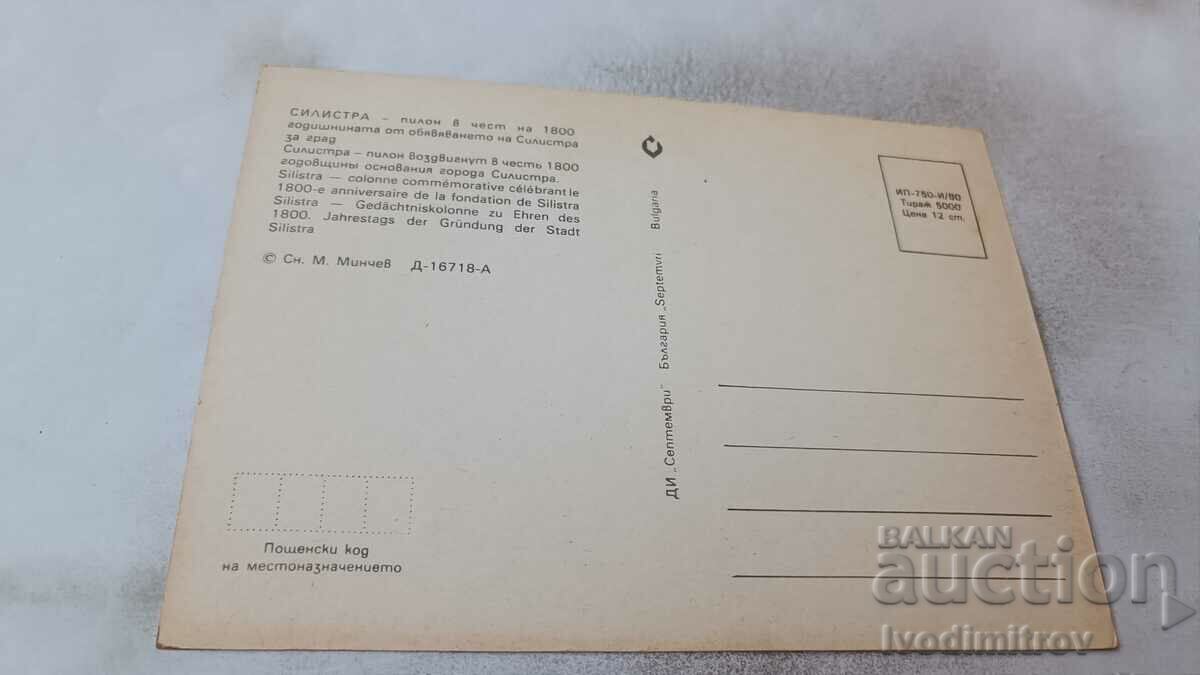 СИЛИСТРА – пилон в чест на 1800
годишнината от обявяването на Силистра
за град
Силистра – пилон воздвигнут в честь 1800
годовщины основания города Силистра.
Silistra – colonne commémorative célébrant le
1800-e anniversaire de la fondation de Silistra
Silistra — Gedächtniskolonne zu Ehren des
1800. Jahrestags der Gründung der Stadt
Silistra
© Сн. М. Минчев Д-16718-А
Пощенски код
на местоназначението
ДИ „Септември" България „Septemvri Bulgaria
ИП-750-И/80
Тираж 5000
Цена 12 ст.
BALKAN
auction
Ivodimitrov